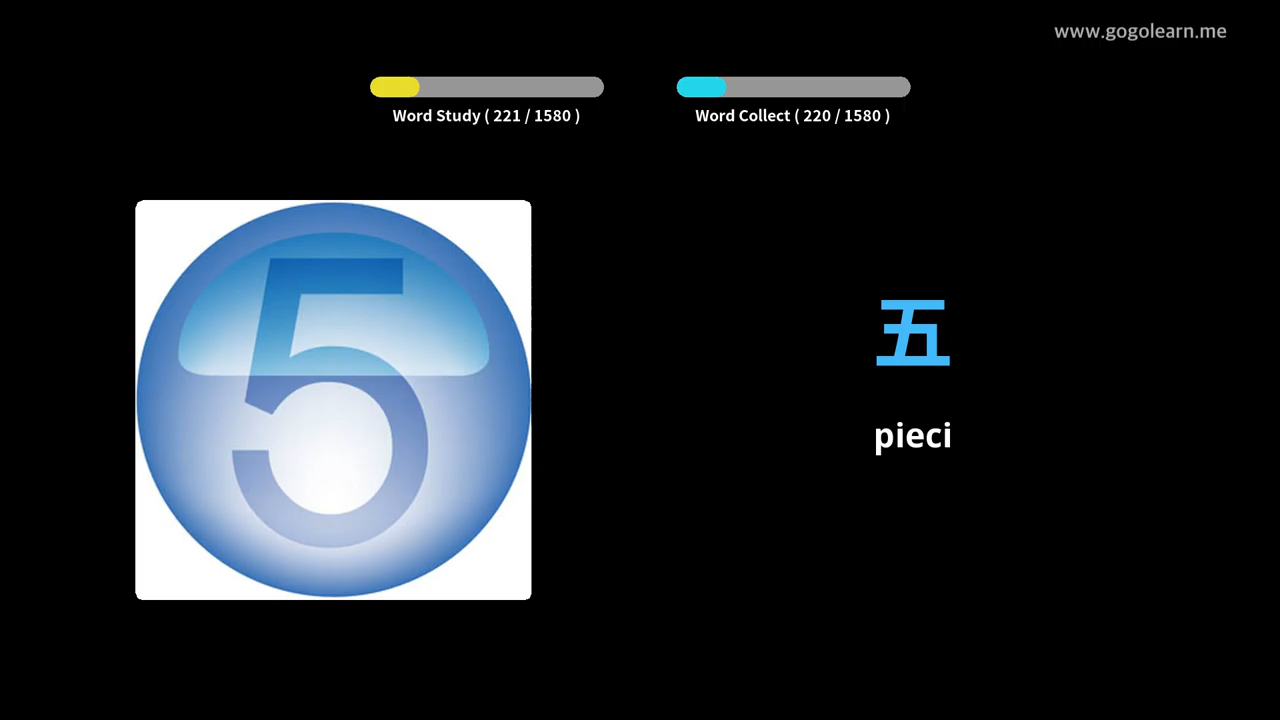 www.gogolearn.me
Word Study ( 221 / 1580 )
Word Collect ( 220 / 1580 )
5
五
pieci